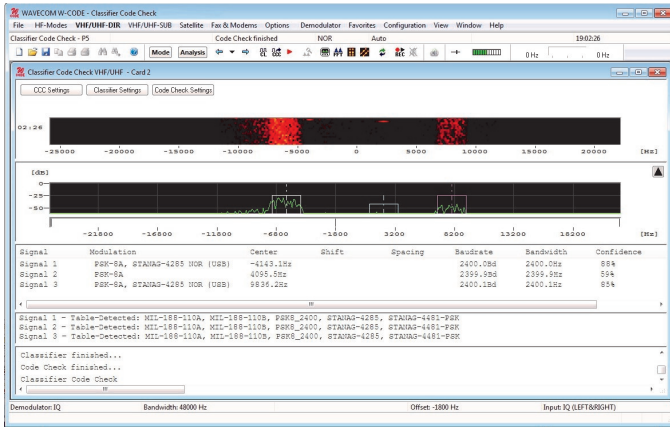 WAVECOM W-CODE - Classifier Code Check
File HF-Modes VHF/UHF-DIR VHF/UHF-SUB Satellite Fax & Modems Options Demodulator Favorites Configuration View Window Help
Classifier Code Check - P5 Code Check finished NOR Auto 19:02:26
Mode Analysis 0 Hz 0 Hz
Classifier Code Check VHF/UHF - Card 2
CCC Settings Classifier Settings Code Check Settings
02:26
-25000 -20000 -15000 -10000 -5000 0 5000 10000 15000 20000 [Hz]
[dB]
0
-25
-50
-21800 -16800 -11800 -6800 -1800 3200 8200 13200 18200 [Hz]
Signal Modulation Center Shift Spacing Baudrate Bandwidth Confidence
Signal 1 PSK-8A, STANAG-4285 NOR (USB) -4143.1Hz 2400.0Bd 2400.0Hz 88%
Signal 2 PSK-8A 4095.5Hz 2399.9Bd 2399.9Hz 59%
Signal 3 PSK-8A, STANAG-4285 NOR (USB) 9836.2Hz 2400.1Bd 2400.1Hz 85%
Signal 1 - Table-Detected: MIL-188-110A, MIL-188-110B, PSK8_2400, STANAG-4285, STANAG-4481-PSK
Signal 2 - Table-Detected: MIL-188-110A, MIL-188-110B, PSK8_2400, STANAG-4285, STANAG-4481-PSK
Signal 3 - Table-Detected: MIL-188-110A, MIL-188-110B, PSK8_2400, STANAG-4285, STANAG-4481-PSK
Classifier finished...
Code Check finished...
Classifier Code Check
Demodulator: IQ Bandwidth: 48000 Hz Offset: -1800 Hz Input: IQ (LEFT&RIGHT)